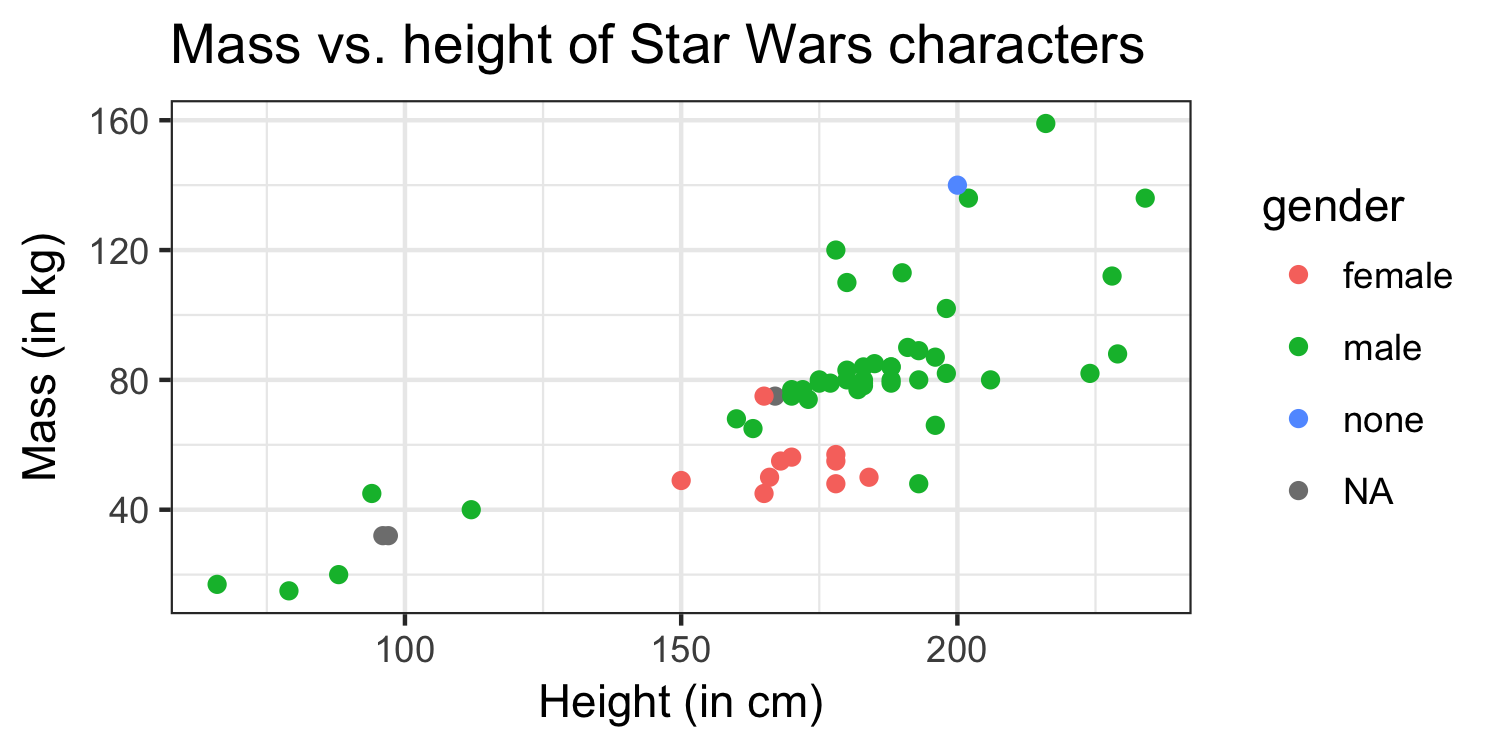 Mass vs. height of Star Wars characters
160
120
80
40
Mass (in kg)
100 150 200
Height (in cm)
gender
female
male
none
NA